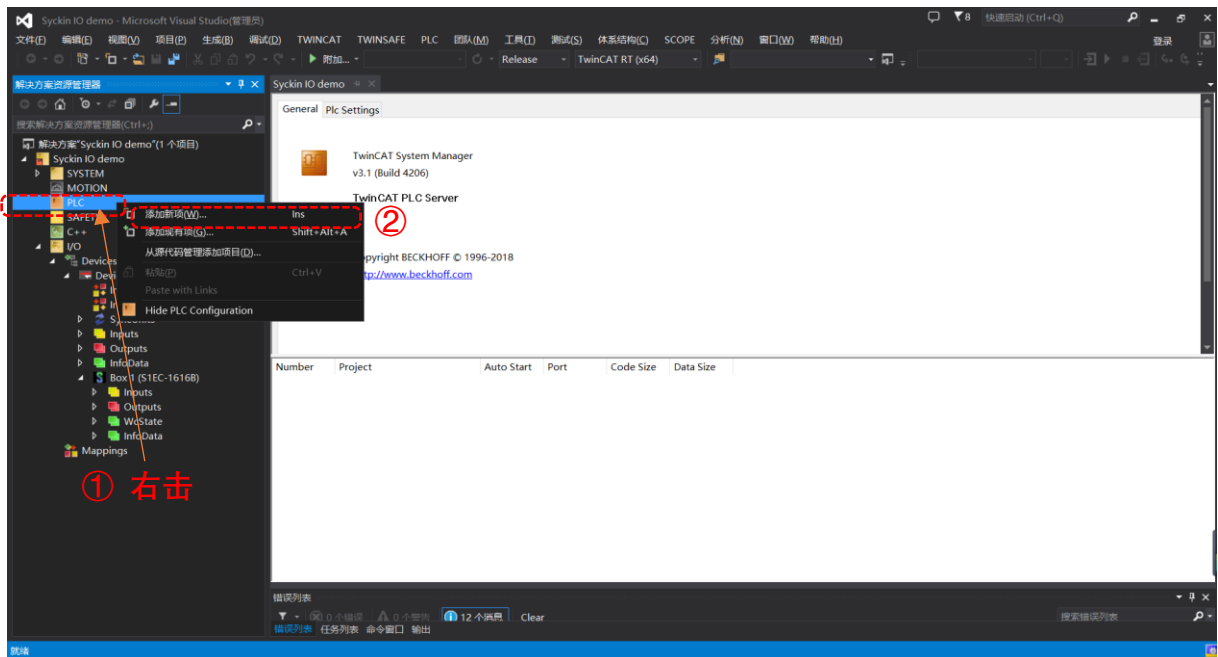 Syckin IO demo - Microsoft Visual Studio(管理员)
8
快速启动 (Ctrl+Q)
文件(F) 编辑(E) 视图(V) 项目(P) 生成(B) 调试(D) TWINCAT TWINSAFE PLC 团队(M) 工具(T) 测试(S) 体系结构(C) SCOPE 分析(N) 窗口(W) 帮助(H)
登录
附加...
Release
TwinCAT RT (x64)
解决方案资源管理器
Syckin IO demo
General Plc Settings
搜索解决方案资源管理器(Ctrl+;)
解决方案"Syckin IO demo"(1 个项目)
Syckin IO demo
SYSTEM
MOTION
PLC
SAFET
C++
I/O
Devices
Devi
In
In
Inputs
Outputs
InfoData
Box 1 (S1EC-1616B)
Inputs
Outputs
WcState
InfoData
Mappings
① 右击
添加新项(W)... Ins
②
添加现有项(G)... Shift+Alt+A
从源代码管理添加项目(D)...
粘贴(P) Ctrl+V
Paste with Links
Hide PLC Configuration
TwinCAT System Manager
v3.1 (Build 4206)
TwinCAT PLC Server
opyright BECKHOFF © 1996-2018
tp://www.beckhoff.com
Number Project Auto Start Port Code Size Data Size
错误列表
0 个错误 0 个警告 12 个消息 Clear
搜索错误列表
错误列表 任务列表 命令窗口 输出
就绪